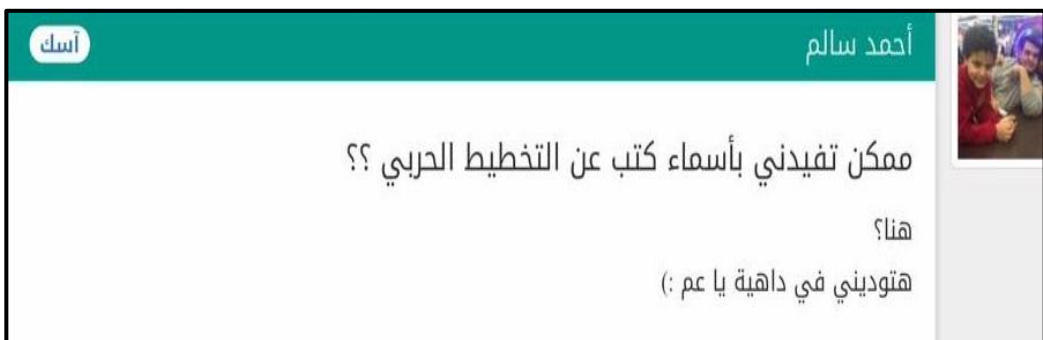 أحمد سالم
آسك
ممكن تفيدني بأسماء كتب عن التخطيط الحربي ؟؟
هنا؟
هتوديني في داهية يا عم :)